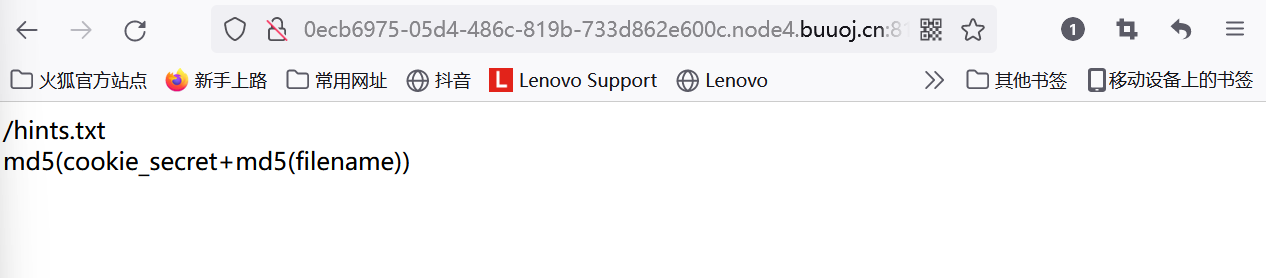 0ecb6975-05d4-486c-819b-733d862e600c.node4.buuoj.cn:81
1
火狐官方站点 新手上路 常用网址 抖音 L Lenovo Support Lenovo 其他书签 移动设备上的书签
/hints.txt
md5(cookie_secret+md5(filename))